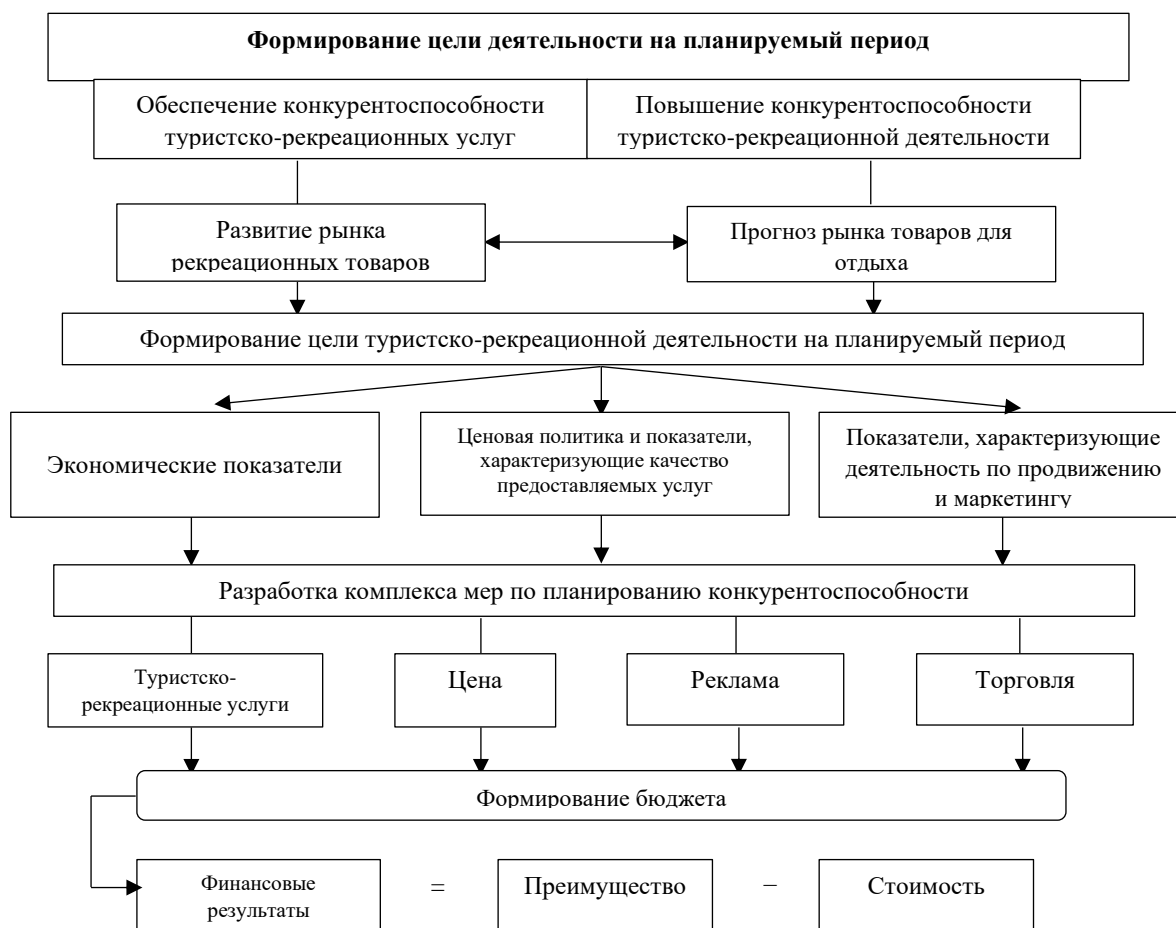 Формирование цели деятельности на планируемый период
Обеспечение конкурентоспособности
туристско-рекреационных услуг
Повышение конкурентоспособности
туристско-рекреационной деятельности
Развитие рынка
рекреационных товаров
Прогноз рынка товаров для
отдыха
Формирование цели туристско-рекреационной деятельности на планируемый период
Экономические показатели
Ценовая политика и показатели,
характеризующие качество
предоставляемых услуг
Показатели, характеризующие
деятельность по продвижению
и маркетингу
Разработка комплекса мер по планированию конкурентоспособности
Туристско-
рекреационные услуги
Цена
Реклама
Торговля
Формирование бюджета
Финансовые
результаты
=
Преимущество
−
Стоимость